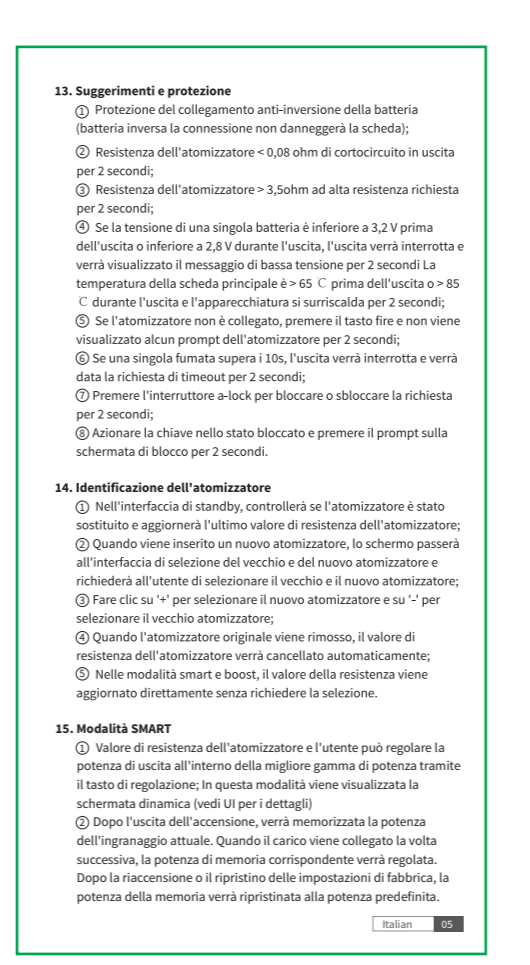 13. Suggerimenti e protezione
① Protezione del collegamento anti-inversione della batteria
(batteria inversa la connessione non danneggerà la scheda);
② Resistenza dell'atomizzatore < 0,08 ohm di cortocircuito in uscita
per 2 secondi;
③ Resistenza dell'atomizzatore > 3,5ohm ad alta resistenza richiesta
per 2 secondi;
④ Se la tensione di una singola batteria è inferiore a 3,2 V prima
dell'uscita o inferiore a 2,8 V durante l'uscita, l'uscita verrà interrotta e
verrà visualizzato il messaggio di bassa tensione per 2 secondi La
temperatura della scheda principale è > 65 ℃ prima dell'uscita o > 85
℃ durante l'uscita e l'apparecchiatura si surriscalda per 2 secondi;
⑤ Se l'atomizzatore non è collegato, premere il tasto fire e non viene
visualizzato alcun prompt dell'atomizzatore per 2 secondi;
⑥ Se una singola fumata supera i 10s, l'uscita verrà interrotta e verrà
data la richiesta di timeout per 2 secondi;
⑦ Premere l'interruttore a-lock per bloccare o sbloccare la richiesta
per 2 secondi;
⑧ Azionare la chiave nello stato bloccato e premere il prompt sulla
schermata di blocco per 2 secondi.
14. Identificazione dell'atomizzatore
① Nell'interfaccia di standby, controllerà se l'atomizzatore è stato
sostituito e aggiornerà l'ultimo valore di resistenza dell'atomizzatore;
② Quando viene inserito un nuovo atomizzatore, lo schermo passerà
all'interfaccia di selezione del vecchio e del nuovo atomizzatore e
richiederà all'utente di selezionare il vecchio e il nuovo atomizzatore;
③ Fare clic su '+' per selezionare il nuovo atomizzatore e su '-' per
selezionare il vecchio atomizzatore;
④ Quando l'atomizzatore originale viene rimosso, il valore di
resistenza dell'atomizzatore verrà cancellato automaticamente;
⑤ Nelle modalità smart e boost, il valore della resistenza viene
aggiornato direttamente senza richiedere la selezione.
15. Modalità SMART
① Valore di resistenza dell'atomizzatore e l'utente può regolare la
potenza di uscita all'interno della migliore gamma di potenza tramite
il tasto di regolazione; In questa modalità viene visualizzata la
schermata dinamica (vedi UI per i dettagli)
② Dopo l'uscita dell'accensione, verrà memorizzata la potenza
dell'ingranaggio attuale. Quando il carico viene collegato la volta
successiva, la potenza di memoria corrispondente verrà regolata.
Dopo la riaccensione o il ripristino delle impostazioni di fabbrica, la
potenza della memoria verrà ripristinata alla potenza predefinita.
Italian 05